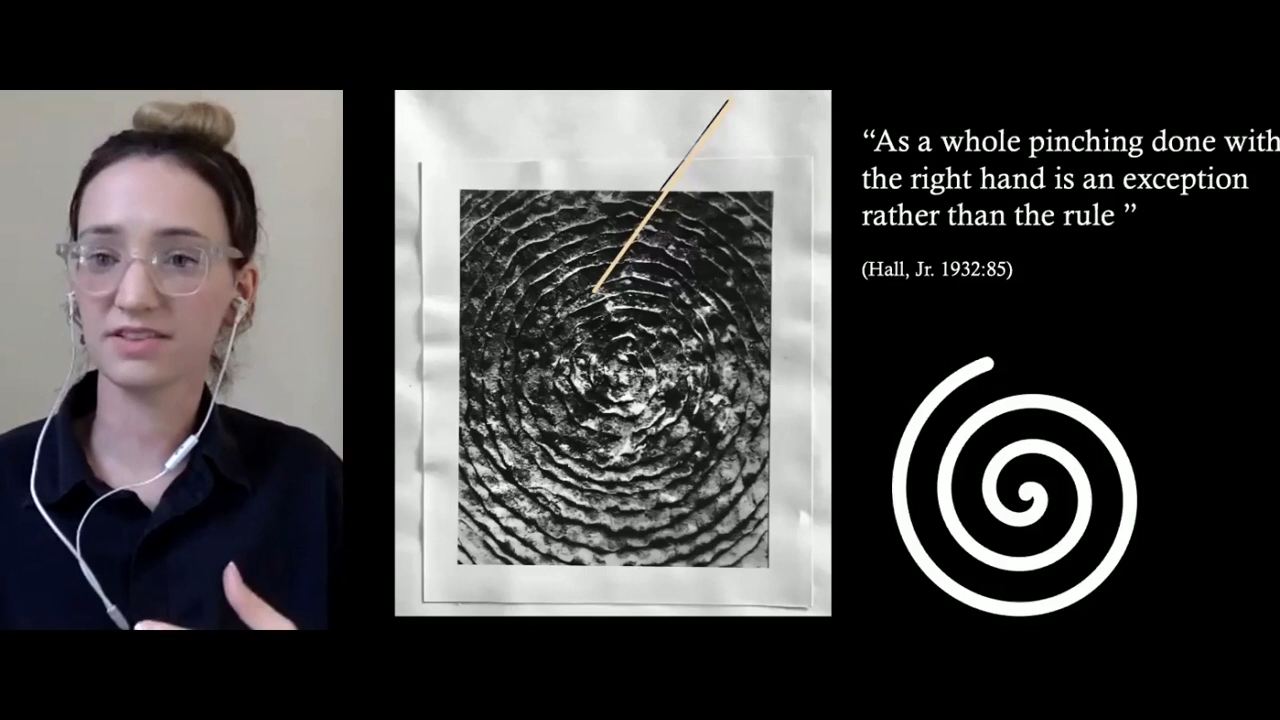 “As a whole pinching done with
the right hand is an exception
rather than the rule ”
(Hall, Jr. 1932:85)